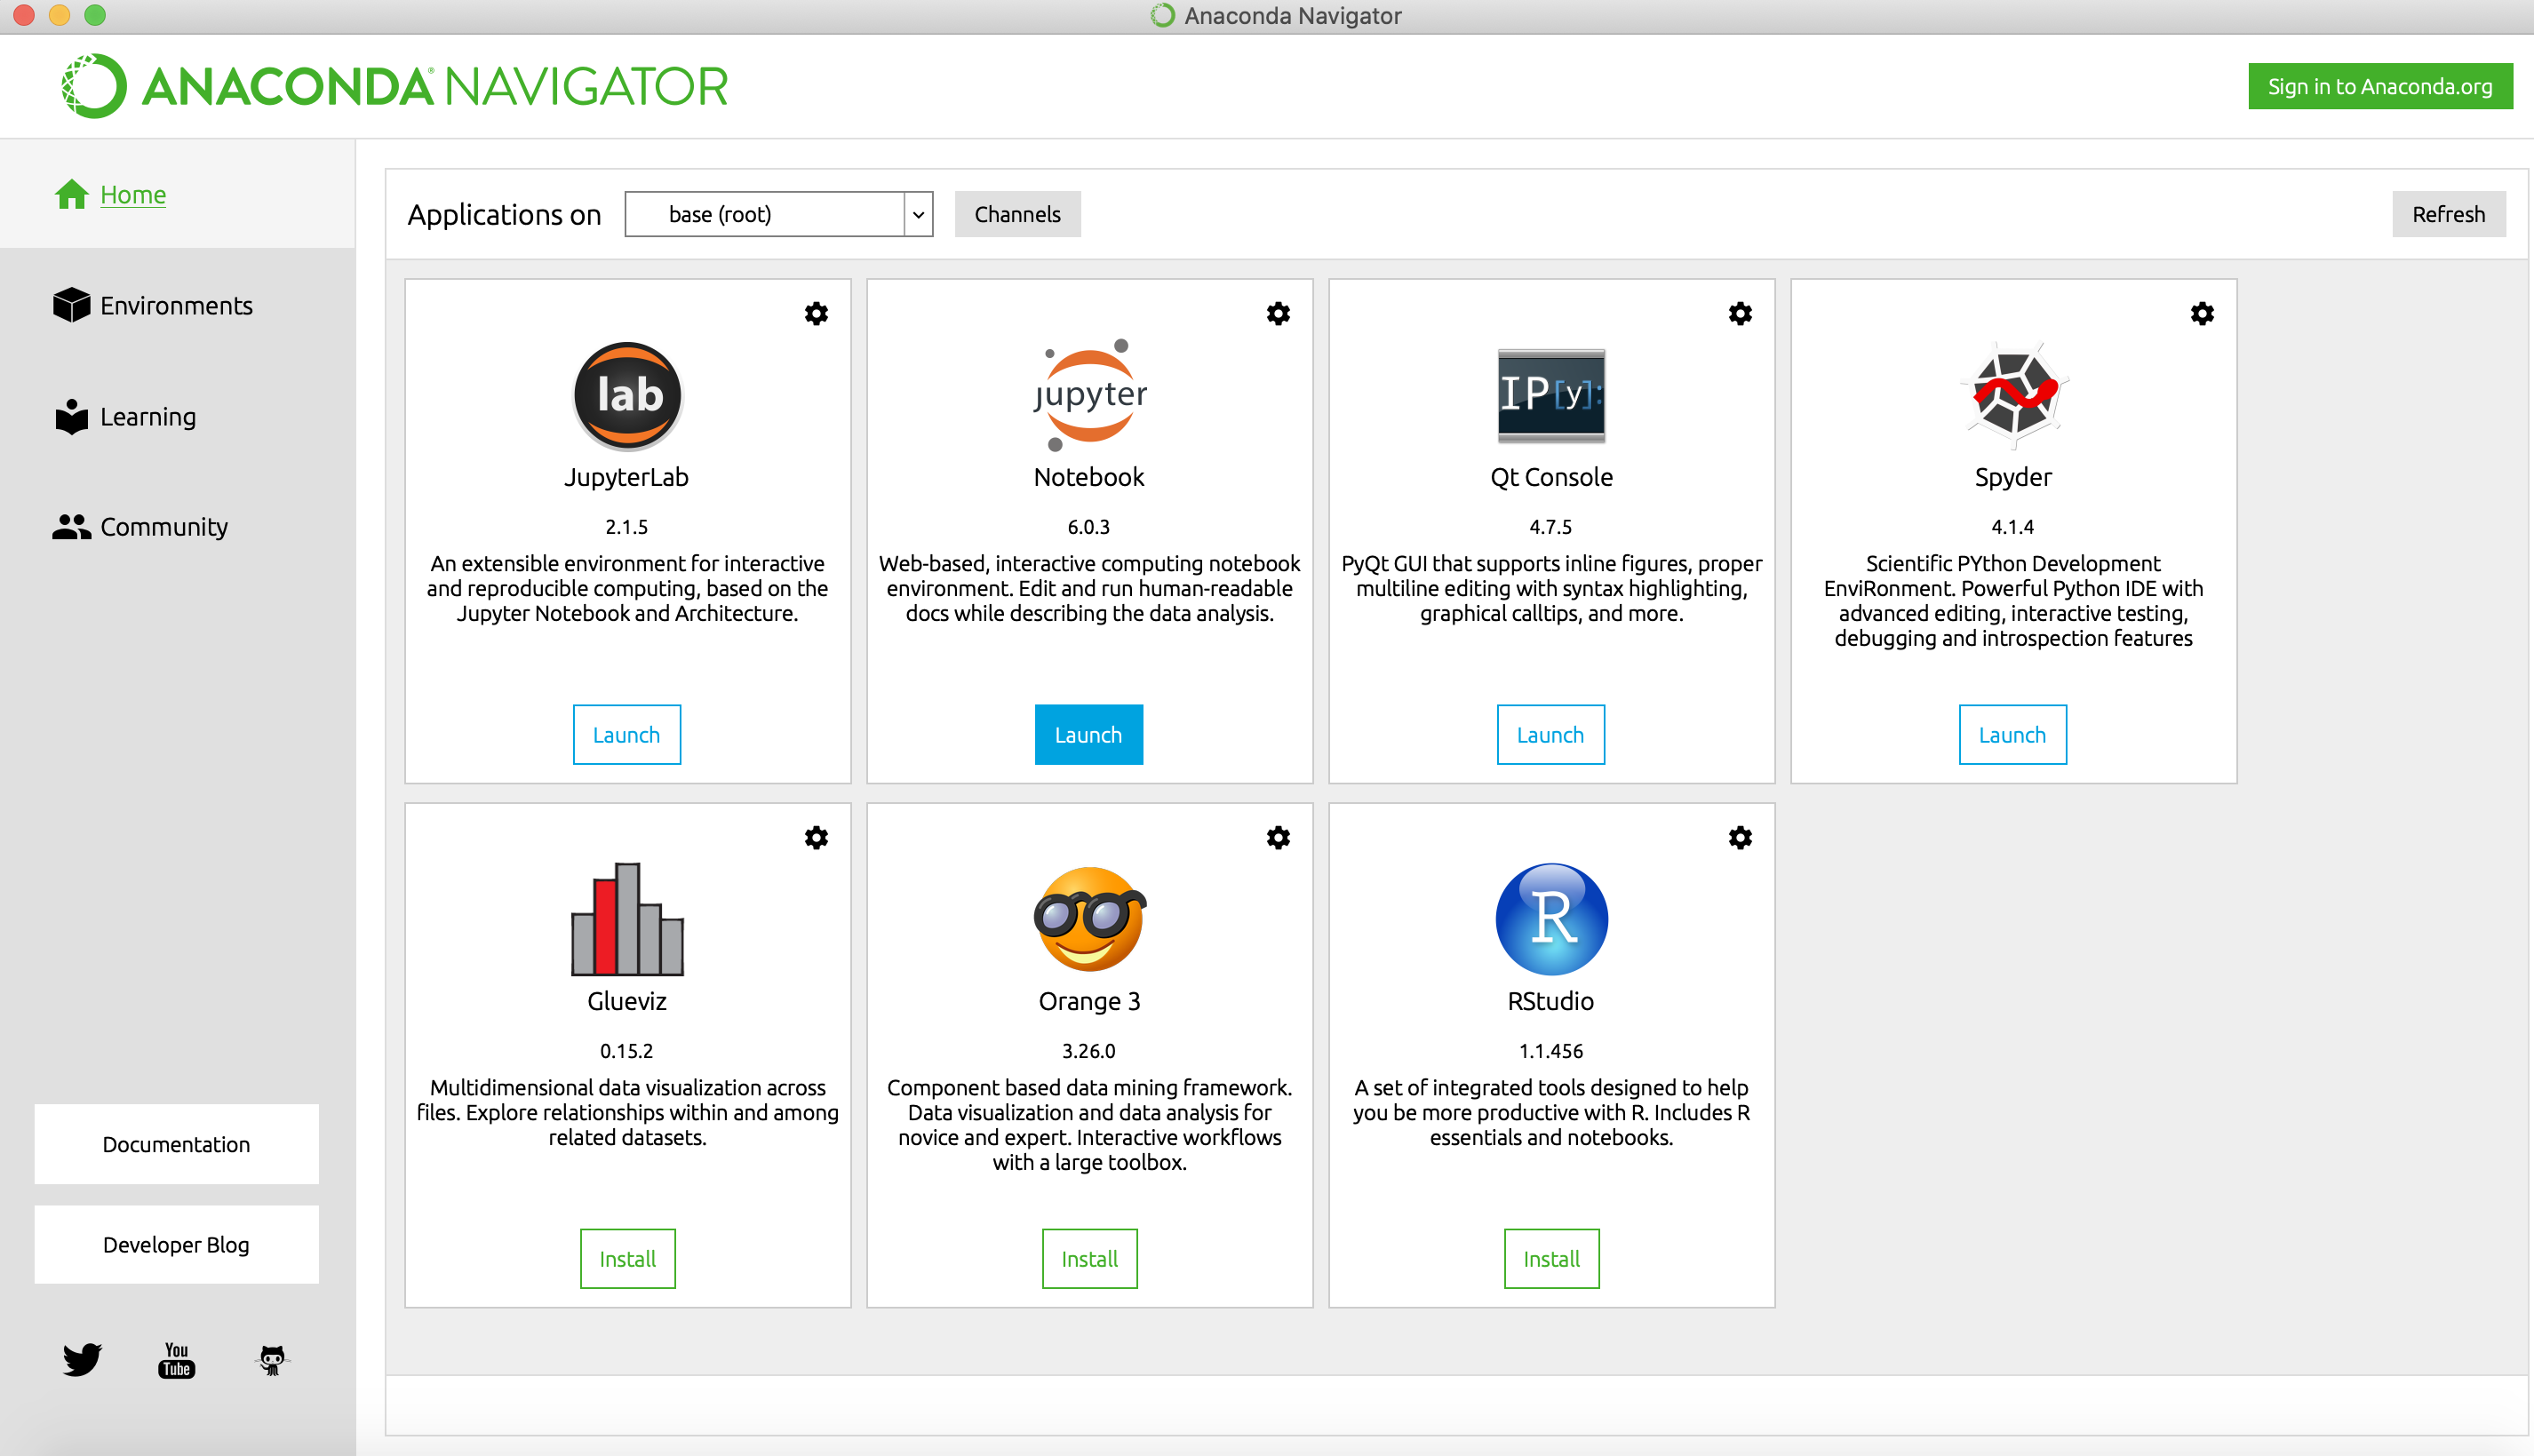 Anaconda Navigator
ANACONDA® NAVIGATOR
Sign in to Anaconda.org
Home
Environments
Learning
Community
Documentation
Developer Blog
You
Tube
Applications on
base (root)
Channels
Refresh
lab
JupyterLab
2.1.5
An extensible environment for interactive
and reproducible computing, based on the
Jupyter Notebook and Architecture.
Launch
jupyter
Notebook
6.0.3
Web-based, interactive computing notebook
environment. Edit and run human-readable
docs while describing the data analysis.
Launch
IP[y]:
Qt Console
4.7.5
PyQt GUI that supports inline figures, proper
multiline editing with syntax highlighting,
graphical calltips, and more.
Launch
Spyder
4.1.4
Scientific PYthon Development
EnviRonment. Powerful Python IDE with
advanced editing, interactive testing,
debugging and introspection features
Launch
Glueviz
0.15.2
Multidimensional data visualization across
files. Explore relationships within and among
related datasets.
Install
Orange 3
3.26.0
Component based data mining framework.
Data visualization and data analysis for
novice and expert. Interactive workflows
with a large toolbox.
Install
R
RStudio
1.1.456
A set of integrated tools designed to help
you be more productive with R. Includes R
essentials and notebooks.
Install